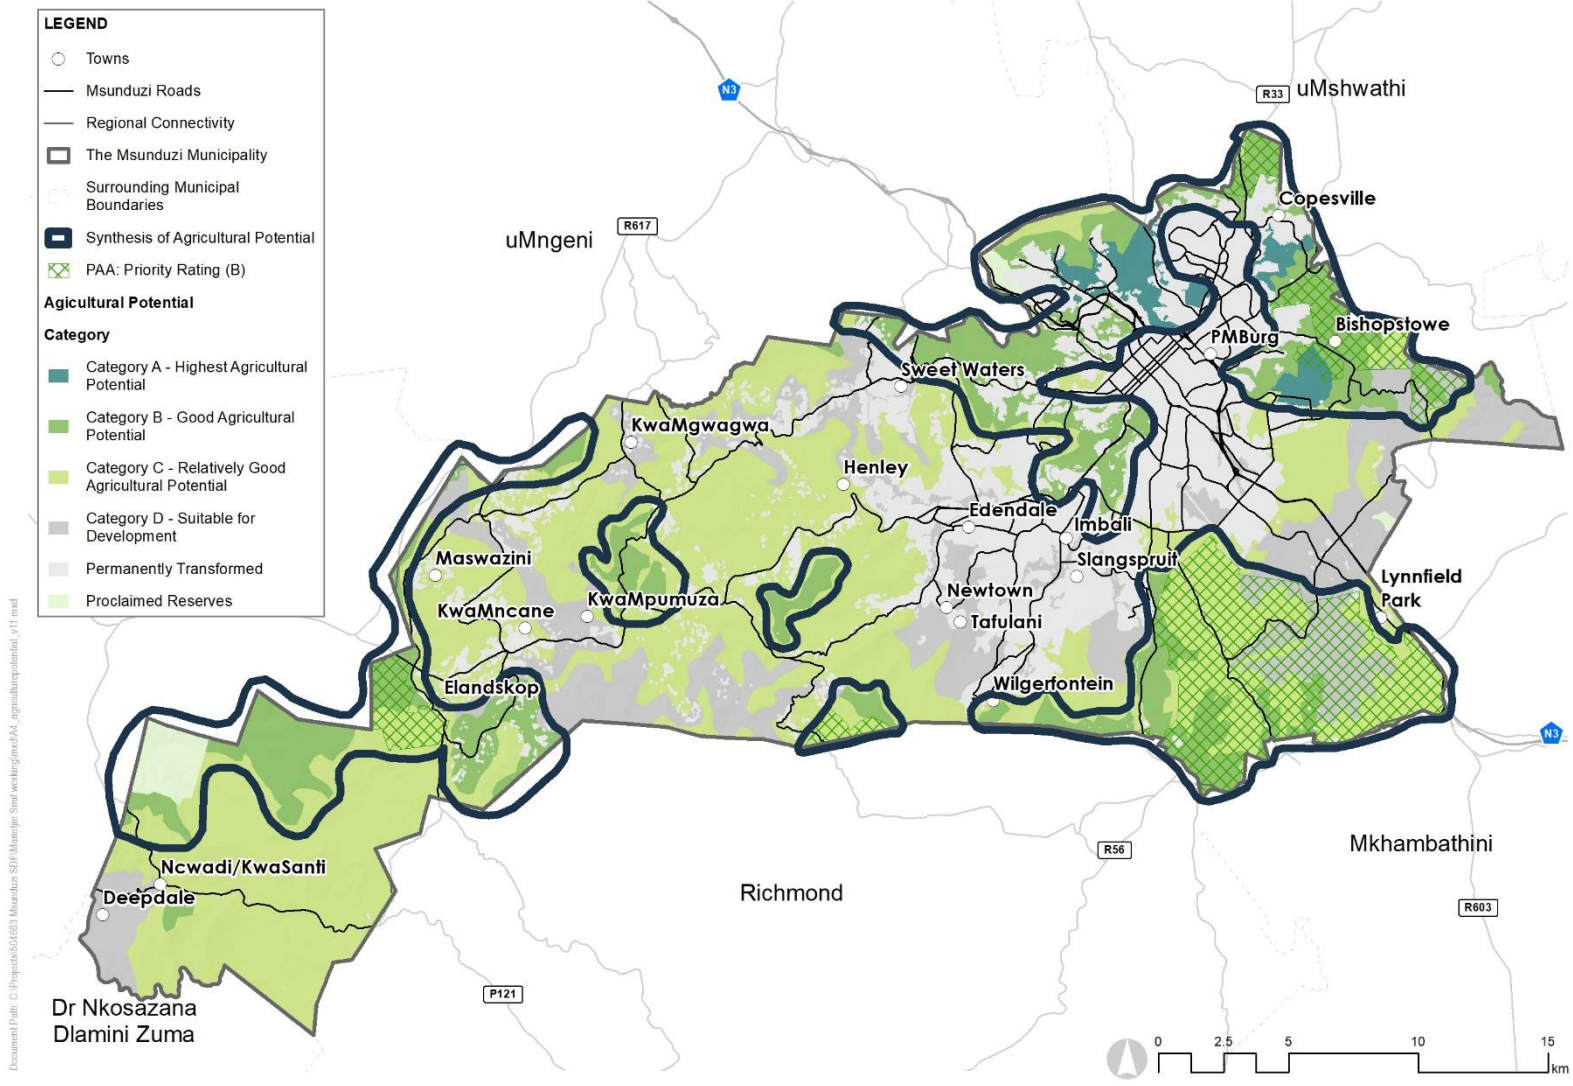 LEGEND
Towns
Msunduzi Roads
Regional Connectivity
The Msunduzi Municipality
Surrounding Municipal
Boundaries
Synthesis of Agricultural Potential
PAA: Priority Rating (B)
Agicultural Potential
Category
Category A - Highest Agricultural
Potential
Category B - Good Agricultural
Potential
Category C - Relatively Good
Agricultural Potential
Category D - Suitable for
Development
Permanently Transformed
Proclaimed Reserves
N3
R33
uMshwathi
Copesville
R617
uMngeni
Bishopstowe
PMBurg
Sweet Waters
KwaMgwagwa
Henley
Edendale
Imbali
Maswazini
Slangspruit
Lynnfield
Park
KwaMncane
KwaMpumuza
Newtown
Tafulani
Elandskop
Wilgerfontein
N3
Mkhambathini
R56
Ncwadi/KwaSanti
Deepdale
Richmond
R603
P121
Dr Nkosazana
Dlamini Zuma
0 2.5 5 10 15
km